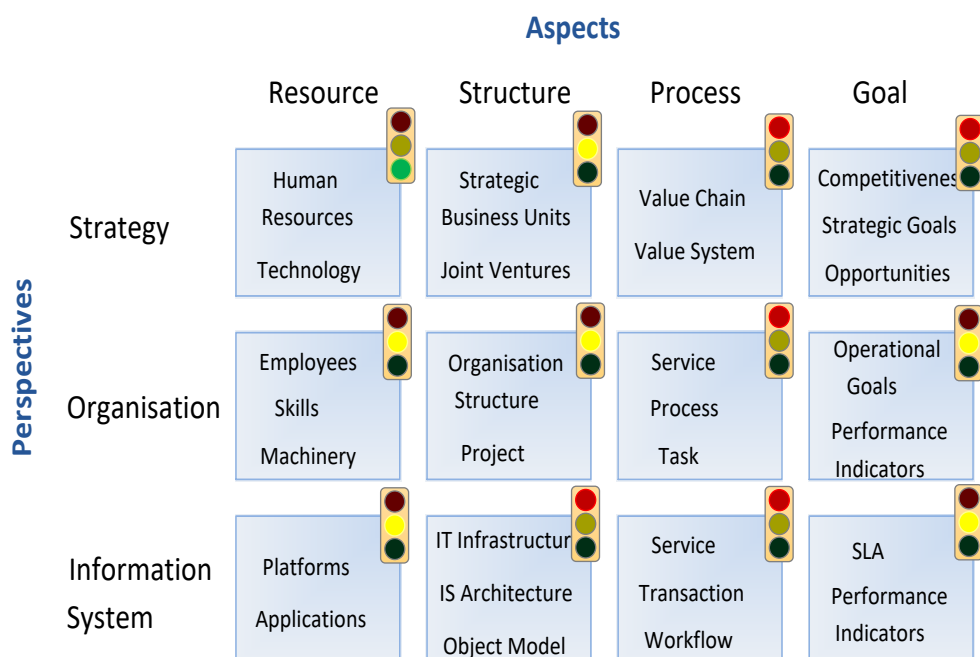 Aspects
Resource Structure Process Goal
Perspectives
Strategy
Human
Resources
Technology
Strategic
Business Units
Joint Ventures
Value Chain
Value System
Competitivenes
Strategic Goals
Opportunities
Organisation
Employees
Skills
Machinery
Organisation
Structure
Project
Service
Process
Task
Operational
Goals
Performance
Indicators
Information
System
Platforms
Applications
IT Infrastructur
IS Architecture
Object Model
Service
Transaction
Workflow
SLA
Performance
Indicators